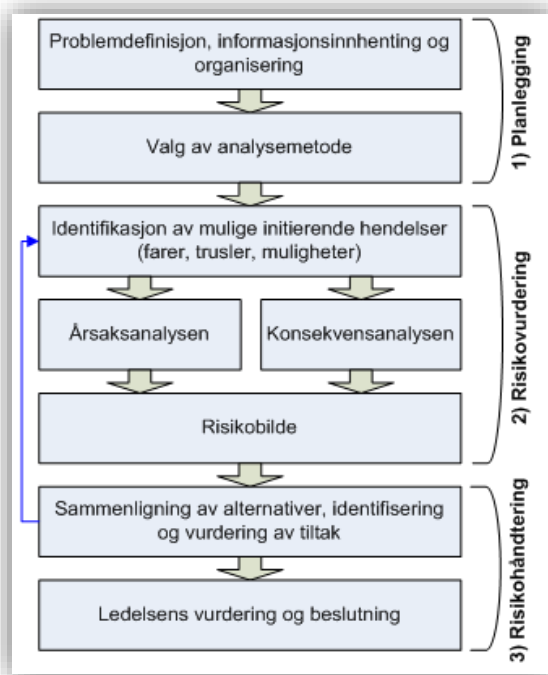 Problemdefinisjon, informasjonsinnhenting og
organisering
Valg av analysemetode
1) Planlegging
Identifikasjon av mulige initierende hendelser
(farer, trusler, muligheter)
Årsaksanalysen
Konsekvensanalysen
Risikobilde
2) Risikovurdering
Sammenligning av alternativer, identifisering
og vurdering av tiltak
Ledelsens vurdering og beslutning
3) Risikohåndtering